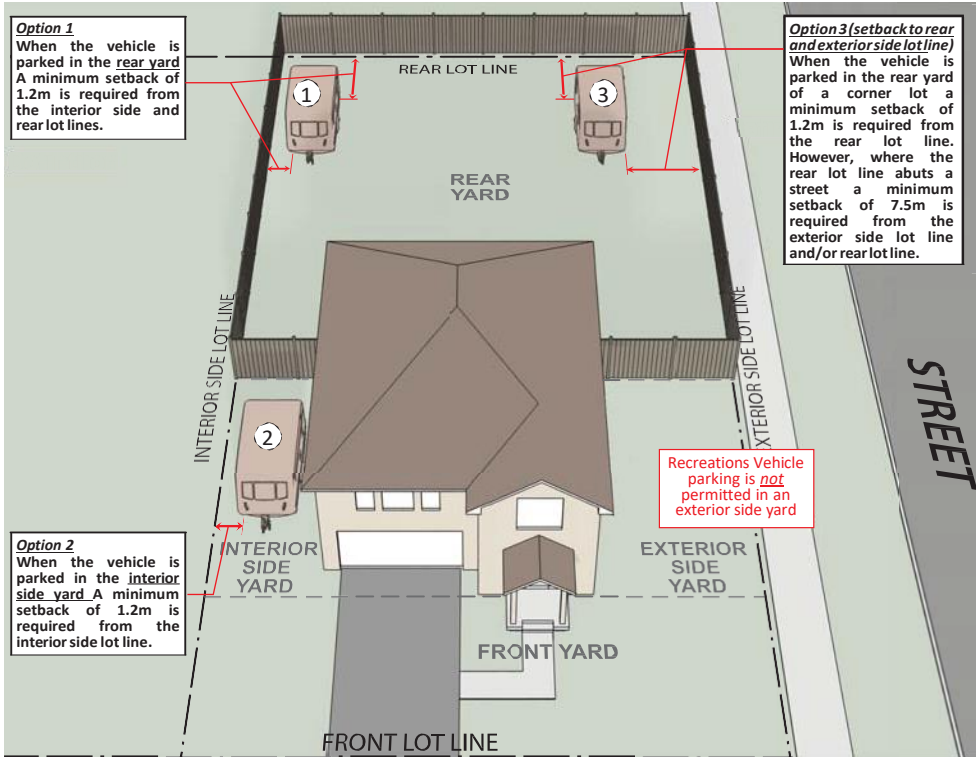 Option 1
When the vehicle is
parked in the rear yard
A minimum setback of
1.2m is required from
the interior side and
rear lot lines.
Option 3 (setback to rear
and exterior side lot line)
When the vehicle is
parked in the rear yard
of a corner lot a
minimum setback of
1.2m is required from
the rear lot line.
However, where the
rear lot line abuts a
street a minimum
setback of 7.5m is
required from the
exterior side lot line
and/or rear lot line.
REAR LOT LINE
1
3
REAR
YARD
INTERIOR SIDE LOT LINE
EXTERIOR SIDE LOT LINE
STREET
2
Recreations Vehicle
parking is not
permitted in an
exterior side yard
Option 2
When the vehicle is
parked in the interior
side yard A minimum
setback of 1.2m is
required from the
interior side lot line.
INTERIOR
SIDE
YARD
EXTERIOR
SIDE
YARD
FRONT YARD
FRONT LOT LINE